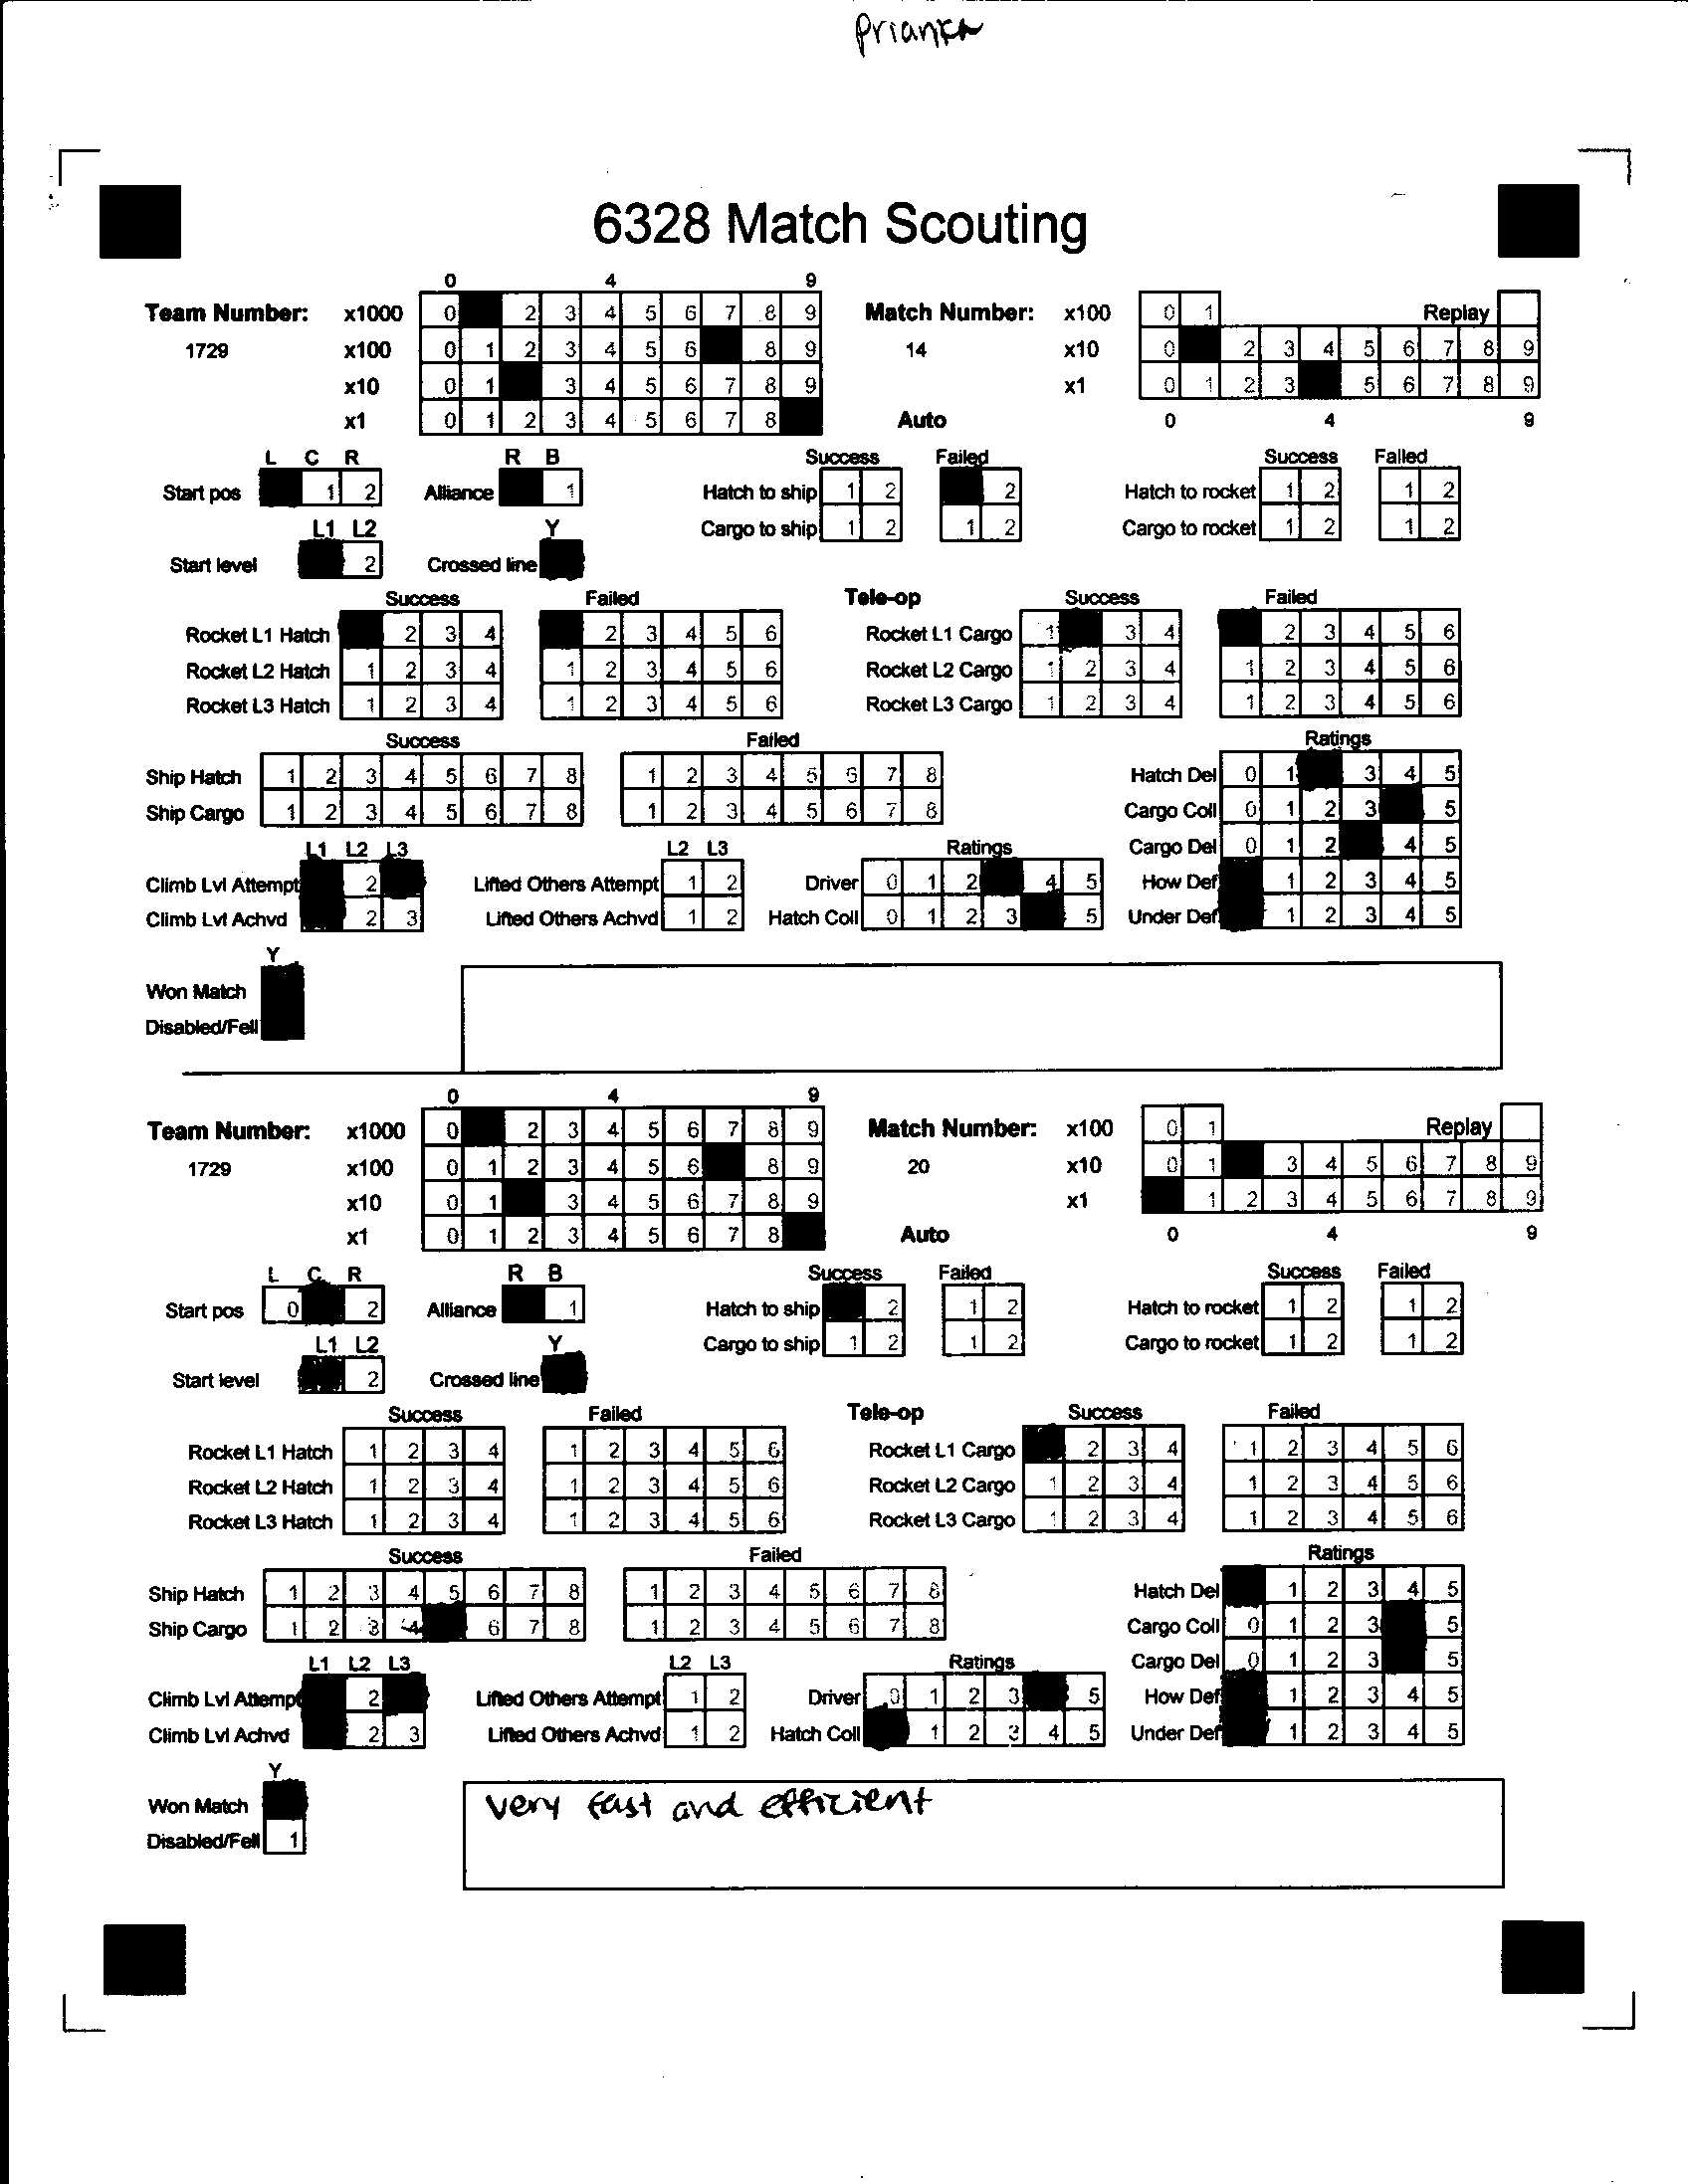 Prianka
6328 Match Scouting
0 4 9
Team Number: x1000 0 2 3 4 5 6 7 8 9 Match Number: x100 0 1 Replay
1729 x100 0 1 2 3 4 5 6 8 9 14 x10 0 2 3 4 5 6 7 8 9
x10 0 1 3 4 5 6 7 8 9 x1 0 1 2 3 5 6 7 8 9
x1 0 1 2 3 4 5 6 7 8 Auto 0 4 9
L C R R B Success Failed Success Failed
Start pos 1 2 Alliance 1 Hatch to ship 1 2 2 Hatch to rocket 1 2 1 2
L1 L2 Y Cargo to ship 1 2 1 2 Cargo to rocket 1 2 1 2
Start level 2 Crossed line
Success Failed Tele-op Success Failed
Rocket L1 Hatch 2 3 4 2 3 4 5 6 Rocket L1 Cargo 1 3 4 2 3 4 5 6
Rocket L2 Hatch 1 2 3 4 1 2 3 4 5 6 Rocket L2 Cargo 1 2 3 4 1 2 3 4 5 6
Rocket L3 Hatch 1 2 3 4 1 2 3 4 5 6 Rocket L3 Cargo 1 2 3 4 1 2 3 4 5 6
Success Failed Ratings
Ship Hatch 1 2 3 4 5 6 7 8 1 2 3 4 5 6 7 8 Hatch Del 0 1 3 4 5
Ship Cargo 1 2 3 4 5 6 7 8 1 2 3 4 5 6 7 8 Cargo Coll 0 1 2 3 5
L1 L2 L3 L2 L3 Ratings Cargo Del 0 1 2 4 5
Climb Lvl Attempt 2 Lifted Others Attempt 1 2 Driver 0 1 2 4 5 How Def 1 2 3 4 5
Climb Lvl Achvd 2 3 Lifted Others Achvd 1 2 Hatch Coll 0 1 2 3 5 Under Def 1 2 3 4 5
Y
Won Match
Disabled/Fell
0 4 9
Team Number: x1000 0 2 3 4 5 6 7 8 9 Match Number: x100 0 1 Replay
1729 x100 0 1 2 3 4 5 6 8 9 20 x10 0 1 3 4 5 6 7 8 9
x10 0 1 3 4 5 6 7 8 9 x1 1 2 3 4 5 6 7 8 9
x1 0 1 2 3 4 5 6 7 8 Auto 0 4 9
L C R R B Success Failed Success Failed
Start pos 0 2 Alliance 1 Hatch to ship 2 1 2 Hatch to rocket 1 2 1 2
L1 L2 Y Cargo to ship 1 2 1 2 Cargo to rocket 1 2 1 2
Start level 2 Crossed line
Success Failed Tele-op Success Failed
Rocket L1 Hatch 1 2 3 4 1 2 3 4 5 6 Rocket L1 Cargo 2 3 4 1 2 3 4 5 6
Rocket L2 Hatch 1 2 3 4 1 2 3 4 5 6 Rocket L2 Cargo 1 2 3 4 1 2 3 4 5 6
Rocket L3 Hatch 1 2 3 4 1 2 3 4 5 6 Rocket L3 Cargo 1 2 3 4 1 2 3 4 5 6
Success Failed Ratings
Ship Hatch 1 2 3 4 5 6 7 8 1 2 3 4 5 6 7 8 Hatch Del 1 2 3 4 5
Ship Cargo 1 2 3 4 6 7 8 1 2 3 4 5 6 7 8 Cargo Coll 0 1 2 3 5
L1 L2 L3 L2 L3 Ratings Cargo Del 0 1 2 3 5
Climb Lvl Attempt 2 Lifted Others Attempt 1 2 Driver 0 1 2 3 5 How Def 1 2 3 4 5
Climb Lvl Achvd 2 3 Lifted Others Achvd 1 2 Hatch Coll 1 2 3 4 5 Under Def 1 2 3 4 5
Y
Won Match very fast and efficient
Disabled/Fell 1